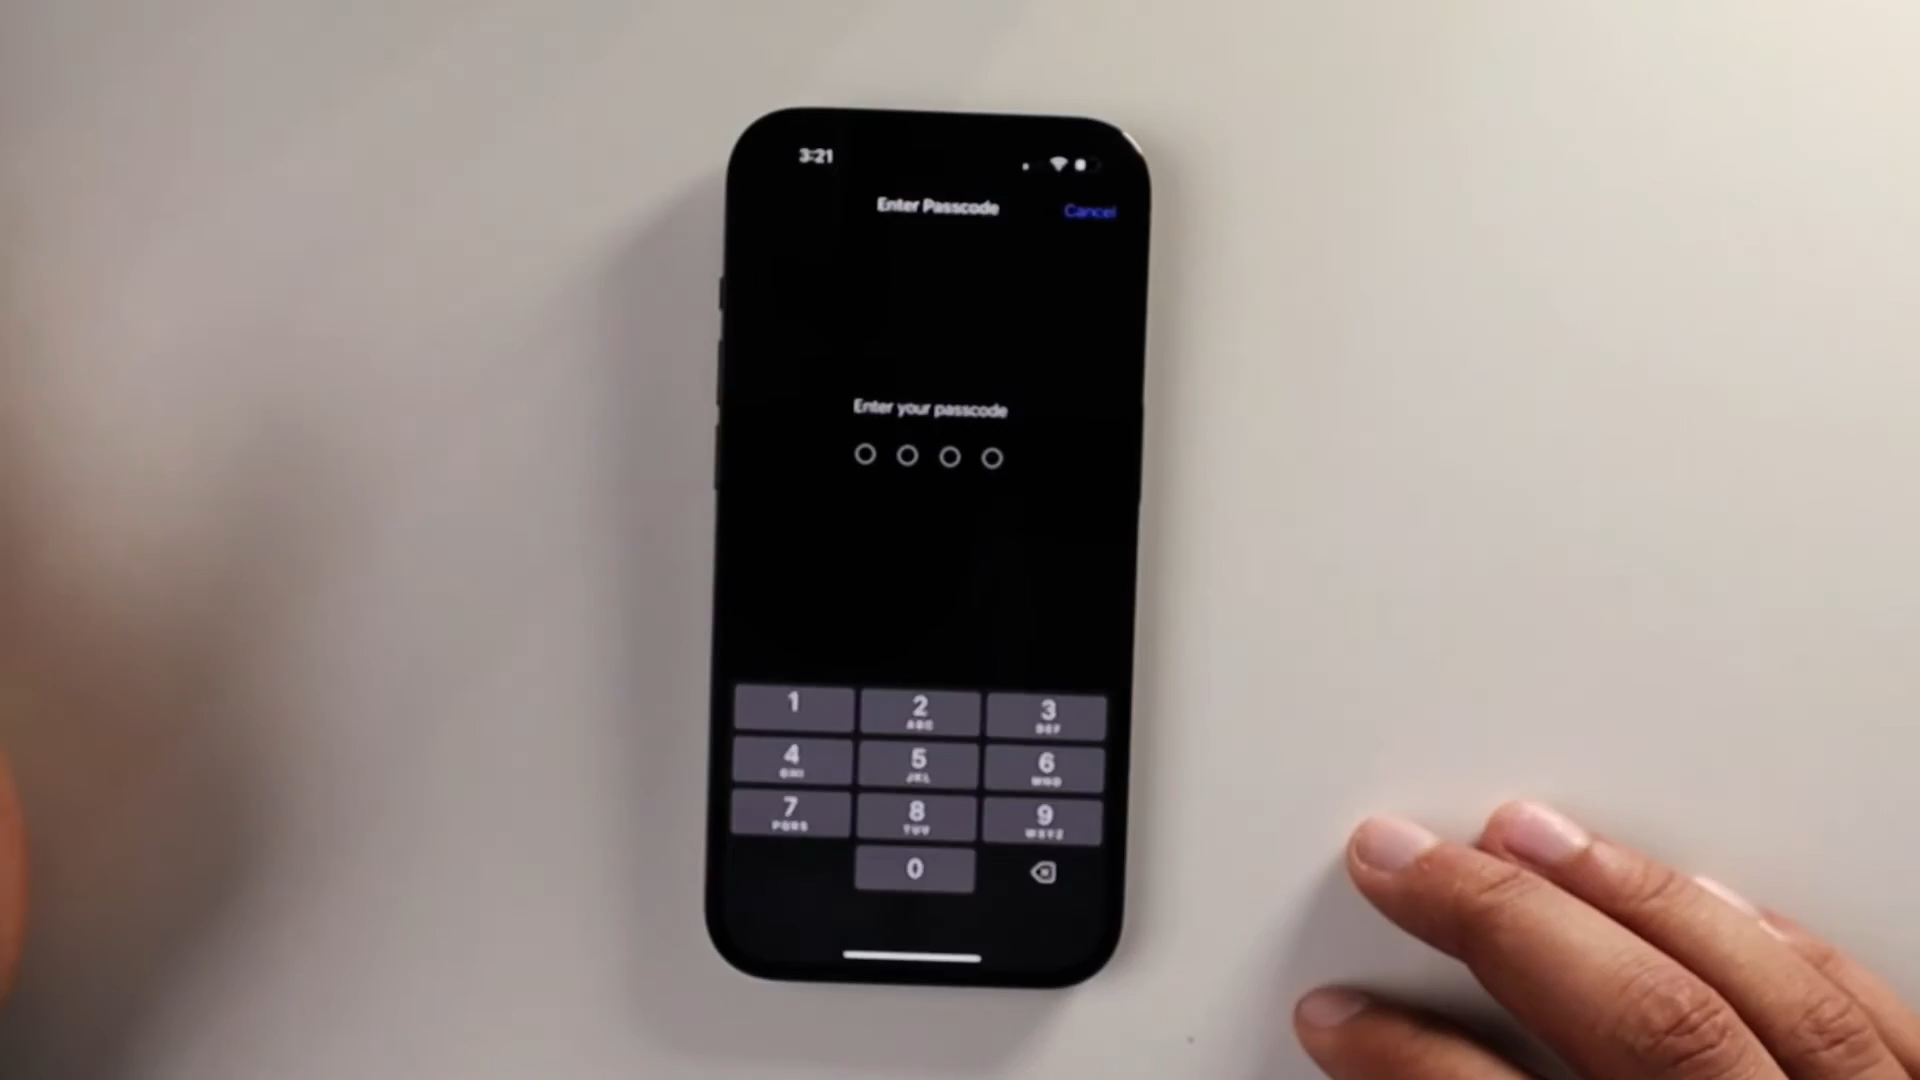 3:21
Enter Passcode
Cancel
Enter your passcode
1
2
ABC
3
DEF
4
GHI
5
JKL
6
MNO
7
PQRS
8
TUV
9
WXYZ
0